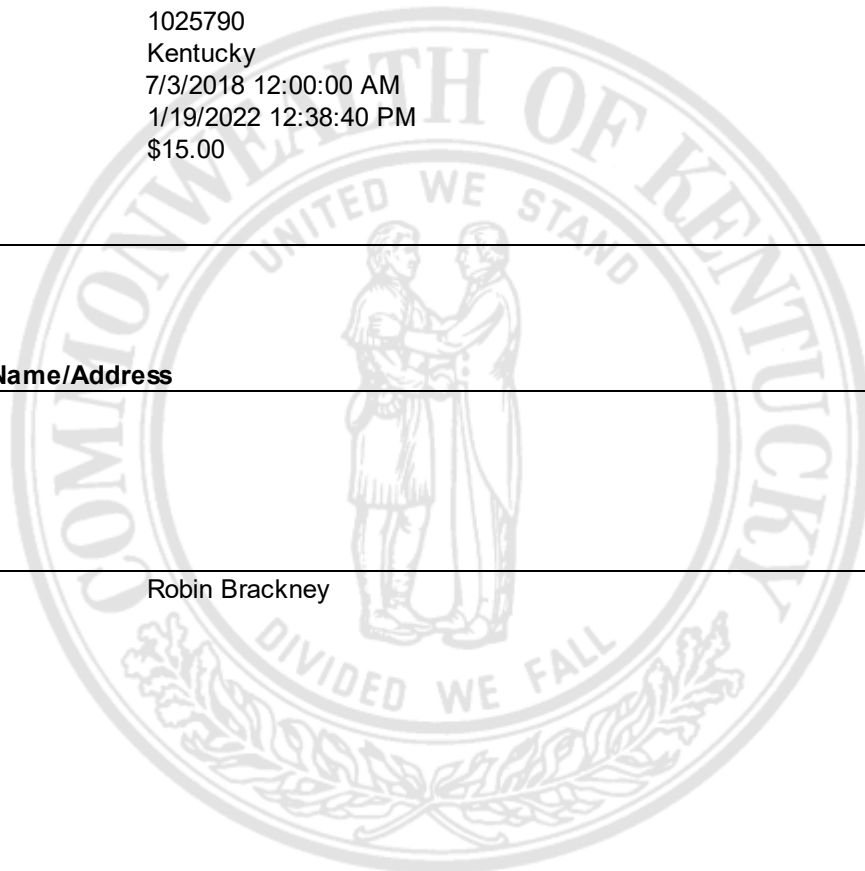 1025790
Kentucky
7/3/2018 12:00:00 AM
1/19/2022 12:38:40 PM
$15.00
COMMONWEALTH OF KENTUCKY
UNITED WE STAND
Name/Address
Robin Brackney
DIVIDED WE FALL